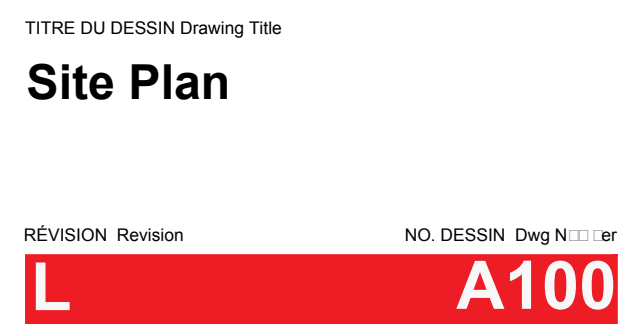 TITRE DU DESSIN Drawing Title
Site Plan
RÉVISION Revision
NO. DESSIN Dwg
L
A100